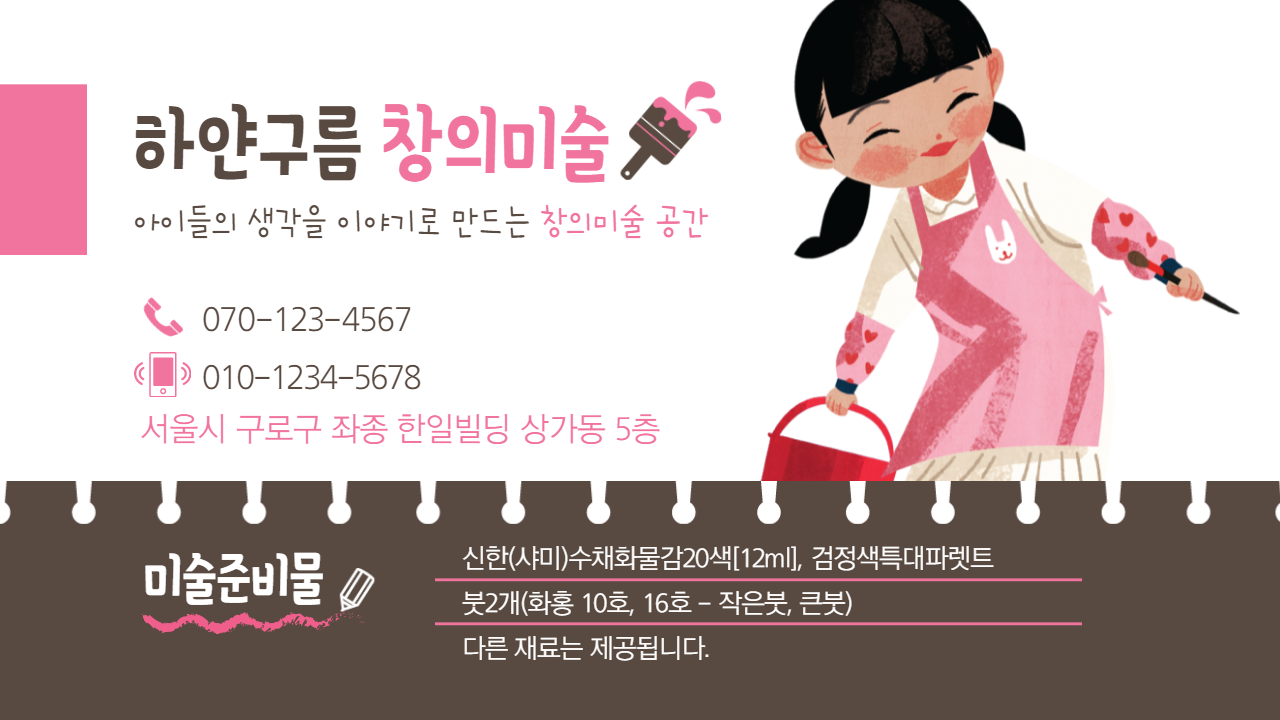 하얀구름 창의미술
아이들의 생각을 이야기로 만드는 창의미술 공간
070-123-4567
010-1234-5678
서울시 구로구 좌종 한일빌딩 상가동 5층
미술준비물
신한(샤미)수채화물감20색[12ml], 검정색특대파렛트
붓2개(화홍 10호, 16호 - 작은붓, 큰붓)
다른 재료는 제공됩니다.